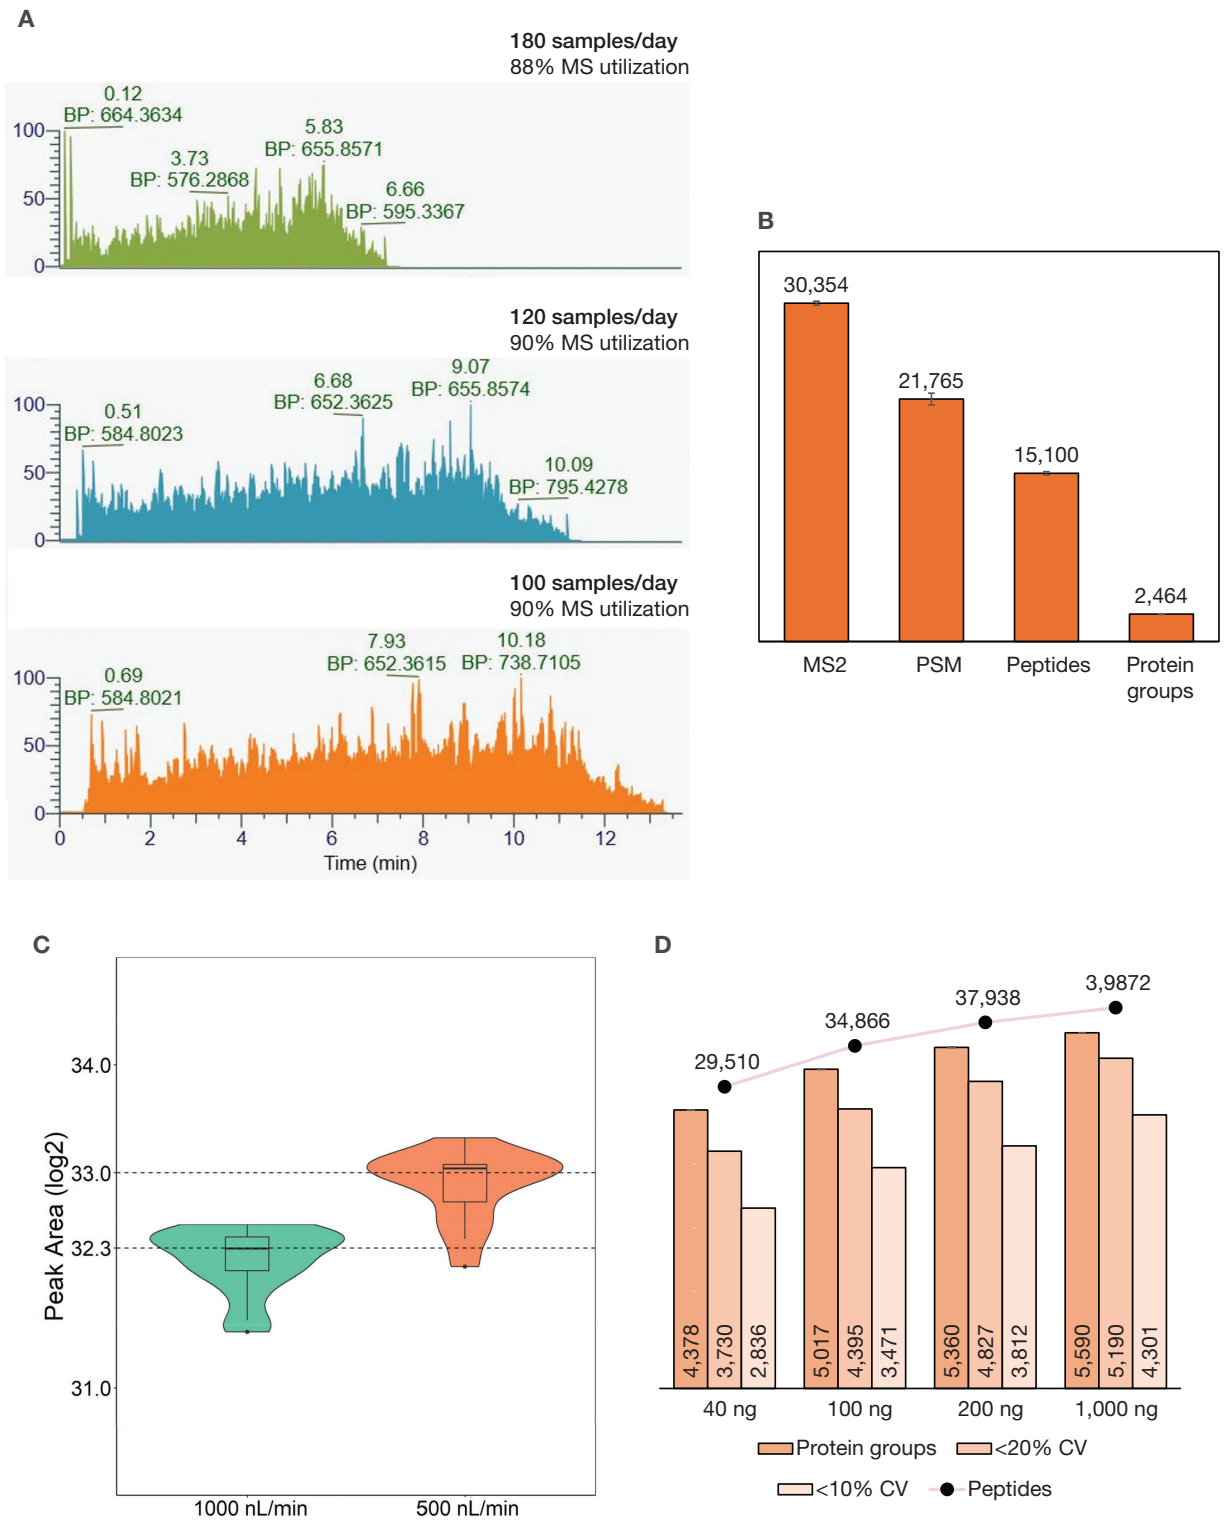 A
180 samples/day
88% MS utilization
0.12
BP: 664.3634
5.83
BP: 655.8571
3.73
BP: 576.2868
6.66
BP: 595.3367
100
50
0
120 samples/day
90% MS utilization
9.07
BP: 655.8574
6.68
BP: 652.3625
0.51
BP: 584.8023
10.09
BP: 795.4278
100
50
0
100 samples/day
90% MS utilization
7.93
BP: 652.3615
10.18
BP: 738.7105
0.69
BP: 584.8021
100
50
0
0 2 4 6 8 10 12
Time (min)
B
30,354
21,765
15,100
2,464
MS2 PSM Peptides Protein
groups
C
Peak Area (log2)
34.0
33.0
32.3
31.0
1000 nL/min 500 nL/min
D
29,510
34,866
37,938
3,9872
4,378
3,730
2,836
5,017
4,395
3,471
5,360
4,827
3,812
5,590
5,190
4,301
40 ng 100 ng 200 ng 1,000 ng
Protein groups <20% CV
<10% CV Peptides